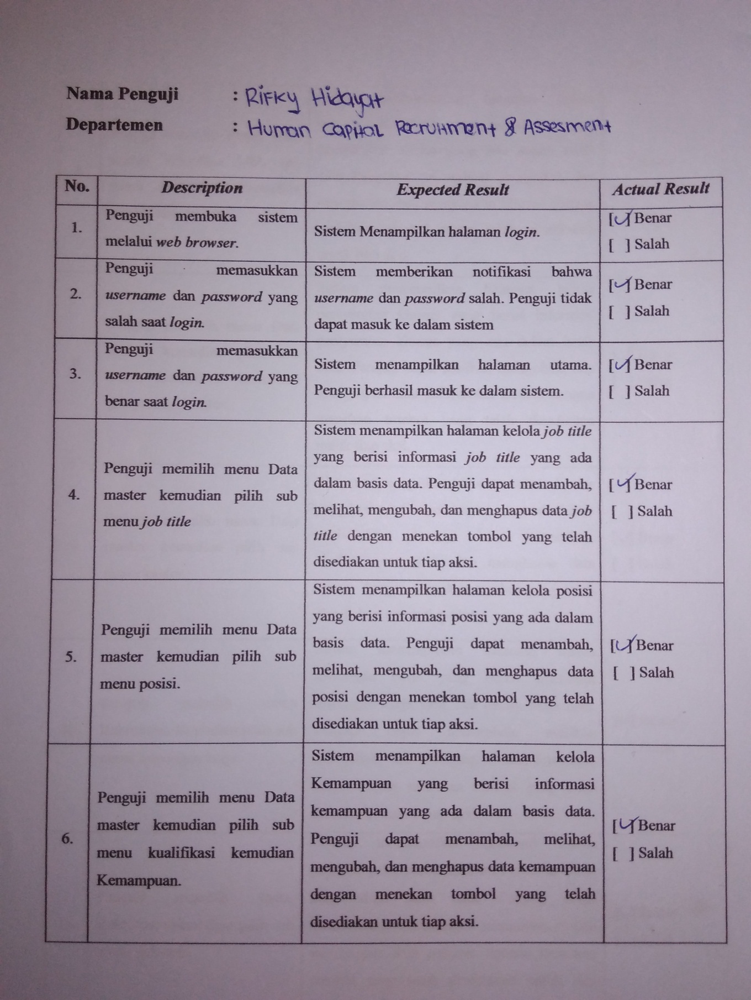 Nama Penguji : Rifky Hidayat
Departemen : Human Capital Recruitment & Assesment
No. Description Expected Result Actual Result
1.
Penguji membuka sistem
melalui web browser.
Sistem Menampilkan halaman login.
[✓] Benar
[ ] Salah
2.
Penguji memasukkan
username dan password yang
salah saat login.
Sistem memberikan notifikasi bahwa
username dan password salah. Penguji tidak
dapat masuk ke dalam sistem
[✓] Benar
[ ] Salah
3.
Penguji memasukkan
username dan password yang
benar saat login.
Sistem menampilkan halaman utama.
Penguji berhasil masuk ke dalam sistem.
[✓] Benar
[ ] Salah
4.
Penguji memilih menu Data
master kemudian pilih sub
menu job title
Sistem menampilkan halaman kelola job title
yang berisi informasi job title yang ada
dalam basis data. Penguji dapat menambah,
melihat, mengubah, dan menghapus data job
title dengan menekan tombol yang telah
disediakan untuk tiap aksi.
[✓] Benar
[ ] Salah
5.
Penguji memilih menu Data
master kemudian pilih sub
menu posisi.
Sistem menampilkan halaman kelola posisi
yang berisi informasi posisi yang ada dalam
basis data. Penguji dapat menambah,
melihat, mengubah, dan menghapus data
posisi dengan menekan tombol yang telah
disediakan untuk tiap aksi.
[✓] Benar
[ ] Salah
6.
Penguji memilih menu Data
master kemudian pilih sub
menu kualifikasi kemudian
Kemampuan.
Sistem menampilkan halaman kelola
Kemampuan yang berisi informasi
kemampuan yang ada dalam basis data.
Penguji dapat menambah, melihat,
mengubah, dan menghapus data kemampuan
dengan menekan tombol yang telah
disediakan untuk tiap aksi.
[✓] Benar
[ ] Salah